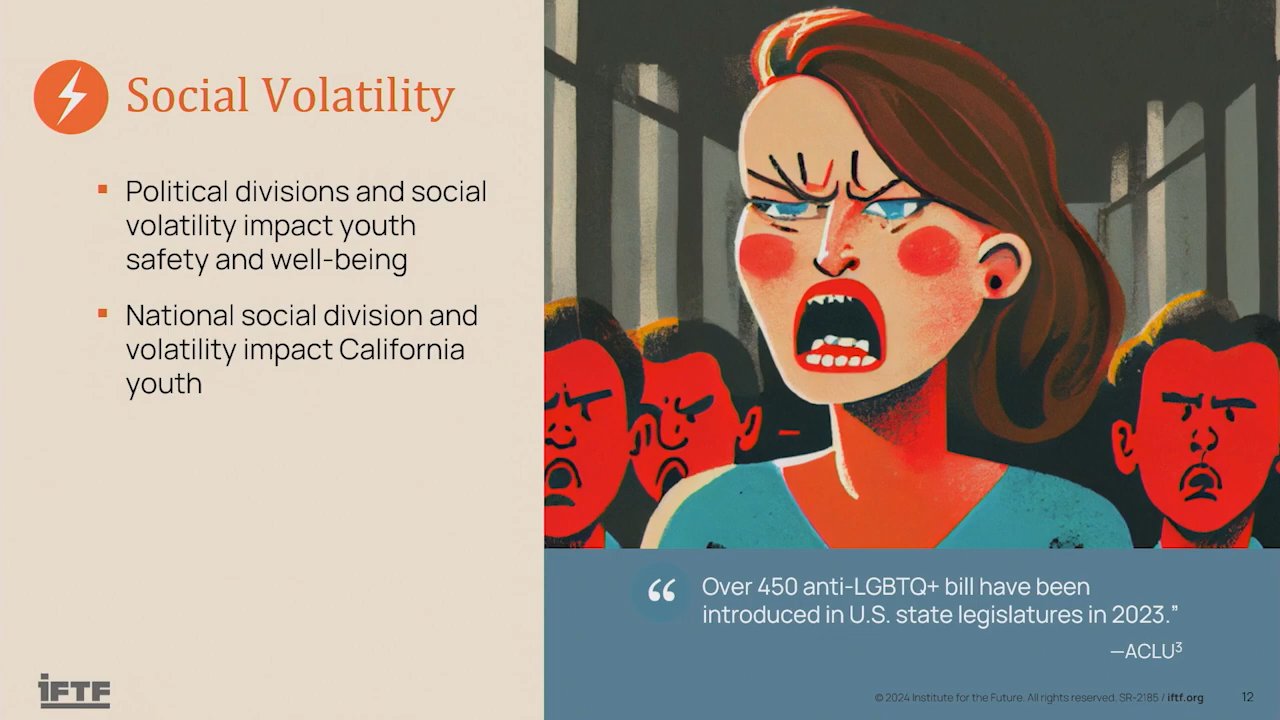 Social Volatility
Political divisions and social
volatility impact youth
safety and well-being
National social division and
volatility impact California
youth
“ Over 450 anti-LGBTQ+ bill have been
introduced in U.S. state legislatures in 2023.”
—ACLU³
iFTF
© 2024 Institute for the Future. All rights reserved. SR-2185 / iftf.org
12